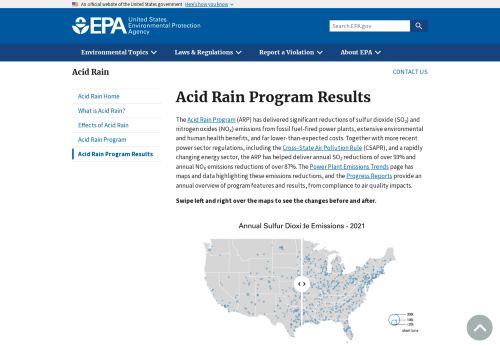 An official website of the United States government Here's how you know
EPA United States
Environmental Protection
Agency
Search EPA.gov
Environmental Topics Laws & Regulations Report a Violation About EPA
Acid Rain
CONTACT US
Acid Rain Home
What is Acid Rain?
Effects of Acid Rain
Acid Rain Program
Acid Rain Program Results
Acid Rain Program Results
The Acid Rain Program (ARP) has delivered significant reductions of sulfur dioxide (SO₂) and
nitrogen oxides (NOₓ) emissions from fossil fuel-fired power plants, extensive environmental
and human health benefits, and far lower-than-expected costs. Together with more recent
power sector regulations, including the Cross-State Air Pollution Rule (CSAPR), and a rapidly
changing energy sector, the ARP has helped deliver annual SO₂ reductions of over 93% and
annual NOₓ emissions reductions of over 87%. The Power Plant Emissions Trends page has
maps and data highlighting these emissions reductions, and the Progress Reports provide an
annual overview of program features and results, from compliance to air quality impacts.
Swipe left and right over the maps to see the changes before and after.
Annual Sulfur Dioxide Emissions - 2021
short tons